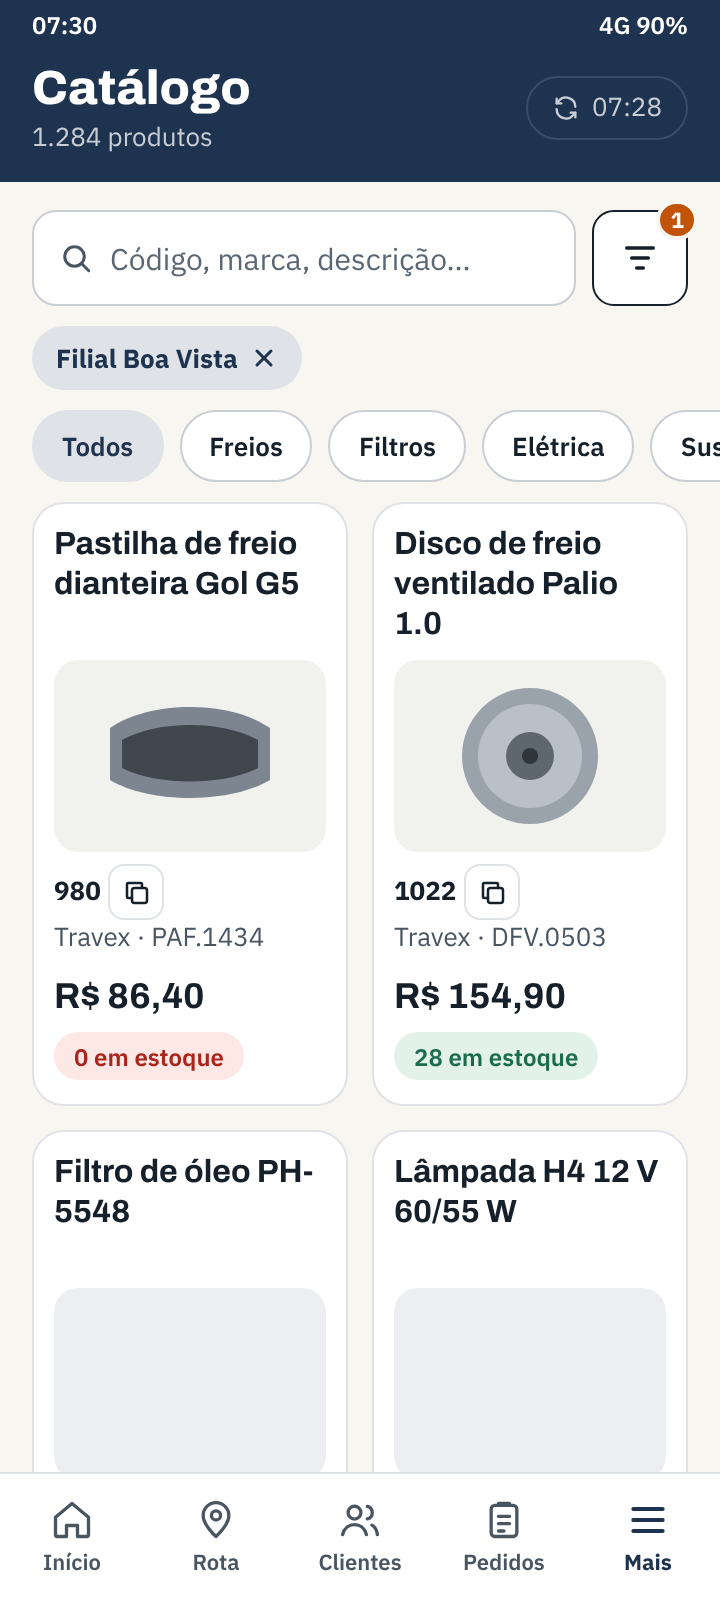 07:30 4G 90%
Catálogo
1.284 produtos
07:28
Código, marca, descrição...
1
Filial Boa Vista
Todos Freios Filtros Elétrica Sus
Pastilha de freio
dianteira Gol G5
980
Travex · PAF.1434
R$ 86,40
0 em estoque
Disco de freio
ventilado Palio
1.0
1022
Travex · DFV.0503
R$ 154,90
28 em estoque
Filtro de óleo PH-
5548
Lâmpada H4 12 V
60/55 W
Início Rota Clientes Pedidos Mais